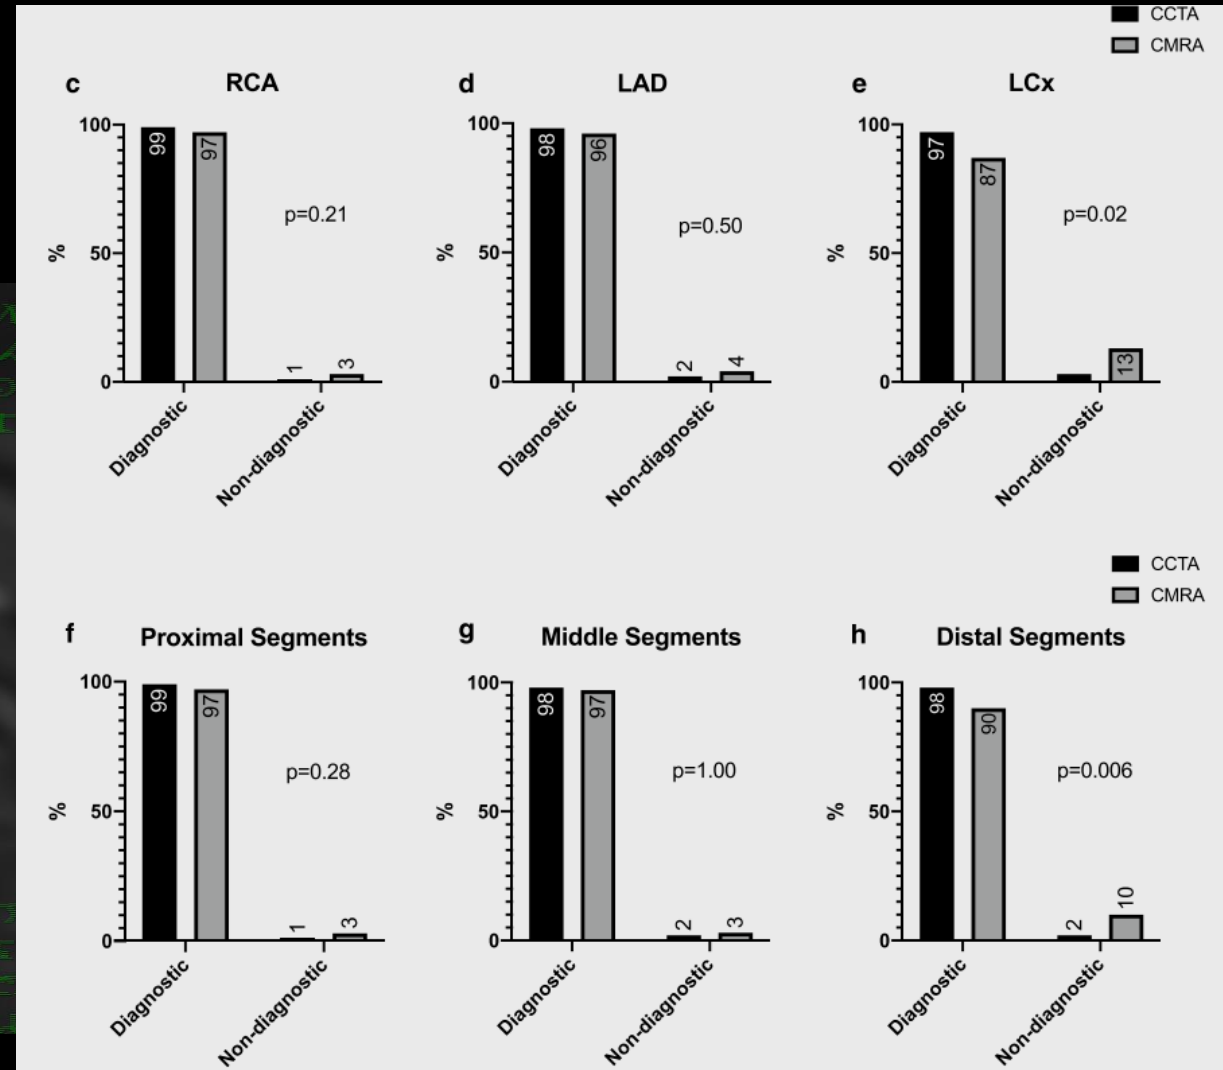 CCTA
CMRA
c RCA
d LAD
e LCx
100
50
0
%
99
97
p=0.21
1
3
Diagnostic
Non-diagnostic
100
50
0
%
98
96
p=0.50
2
4
Diagnostic
Non-diagnostic
100
50
0
%
97
87
p=0.02
13
Diagnostic
Non-diagnostic
CCTA
CMRA
f Proximal Segments
g Middle Segments
h Distal Segments
100
50
0
%
99
97
p=0.28
1
3
Diagnostic
Non-diagnostic
100
50
0
%
98
97
p=1.00
2
3
Diagnostic
Non-diagnostic
100
50
0
%
98
90
p=0.006
2
10
Diagnostic
Non-diagnostic